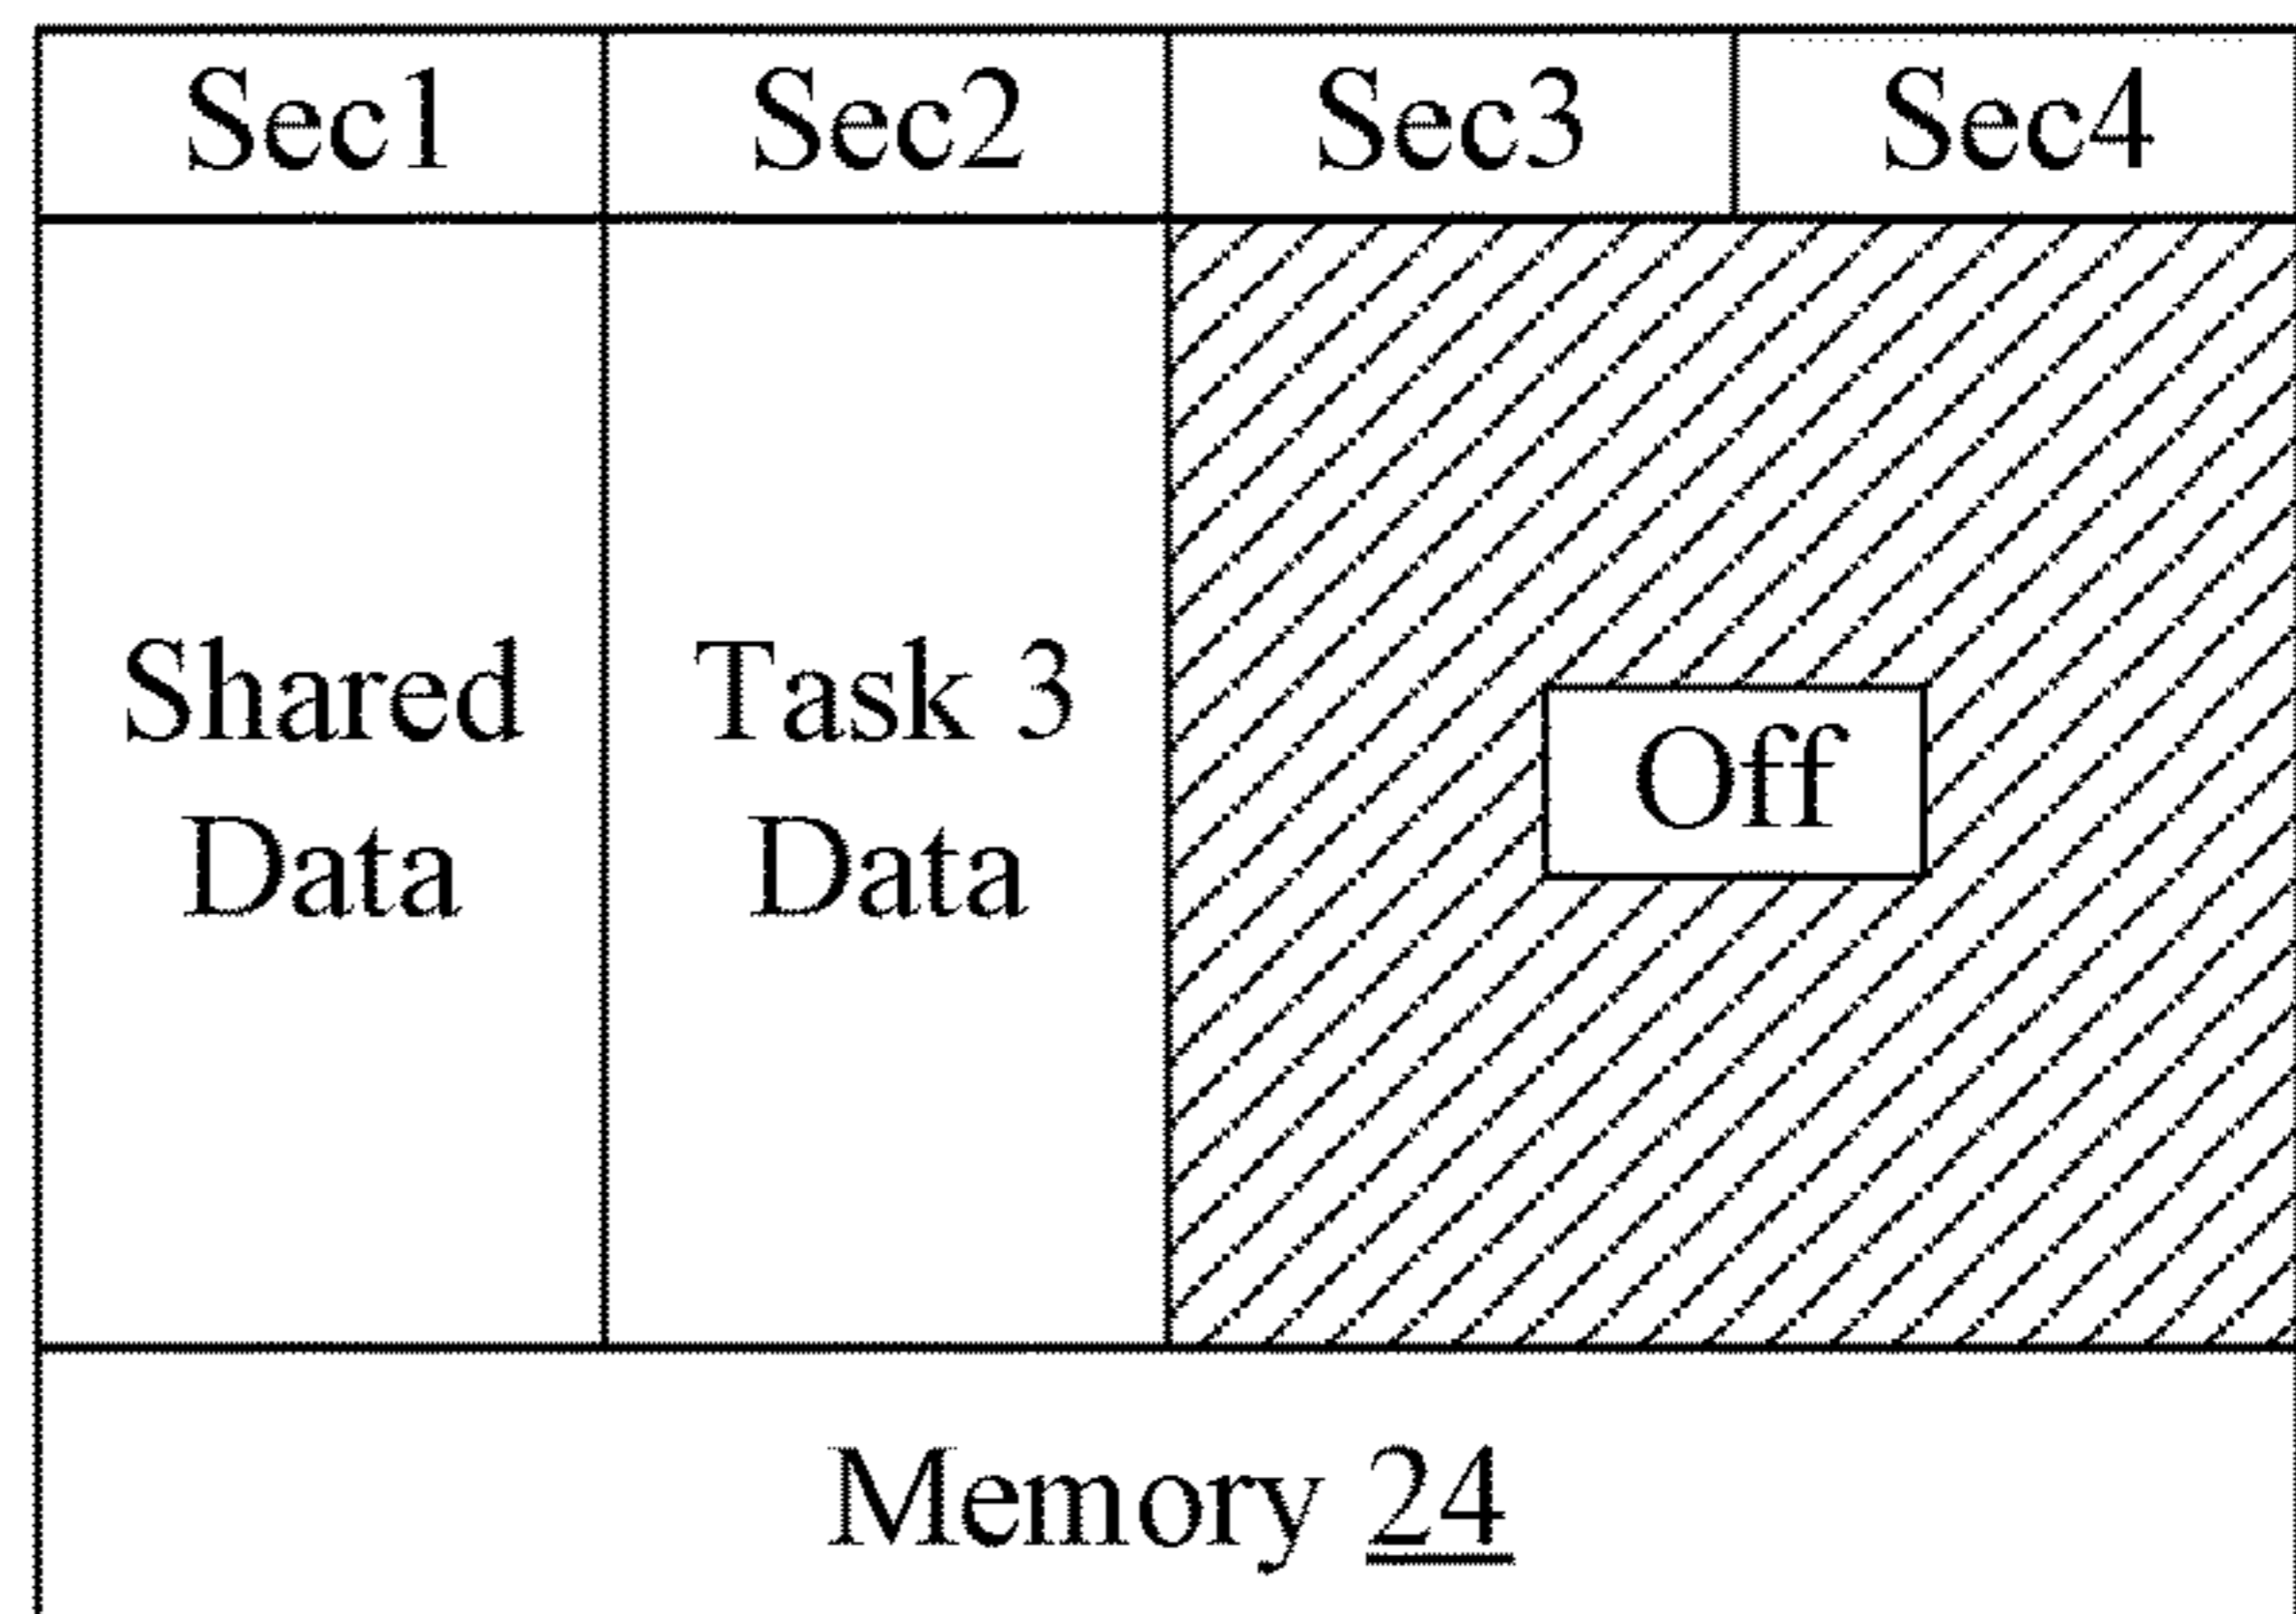 Sec1 Sec2 Sec3 Sec4
Shared Data
Task 3 Data
Off
Memory 24